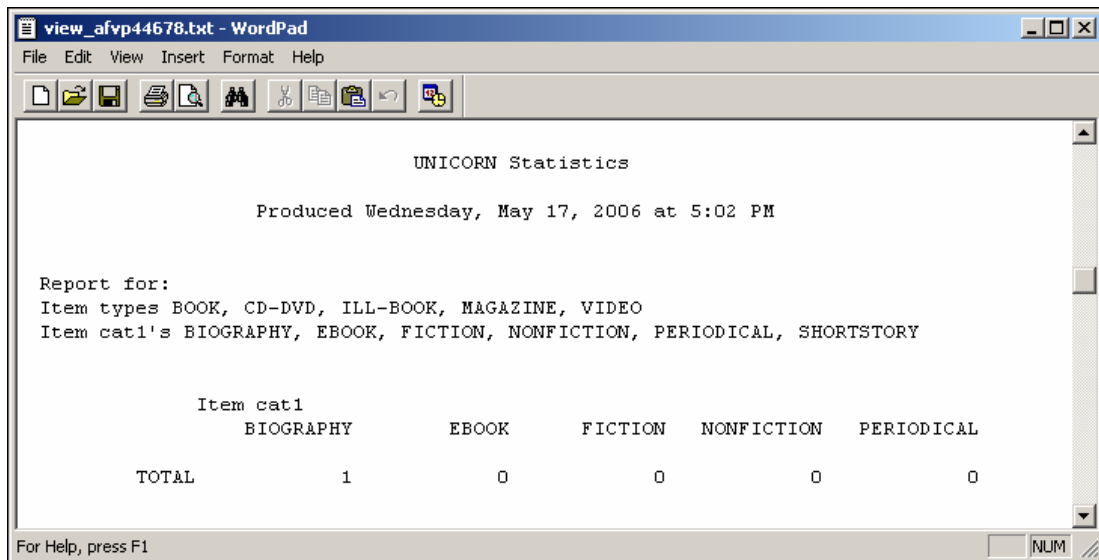 view_afvp44678.txt - WordPad
File Edit View Insert Format Help
UNICORN Statistics
Produced Wednesday, May 17, 2006 at 5:02 PM
Report for:
Item types BOOK, CD-DVD, ILL-BOOK, MAGAZINE, VIDEO
Item cat1's BIOGRAPHY, EBOOK, FICTION, NONFICTION, PERIODICAL, SHORTSTORY
Item cat1
BIOGRAPHY EBOOK FICTION NONFICTION PERIODICAL
TOTAL 1 0 0 0 0
For Help, press F1 NUM